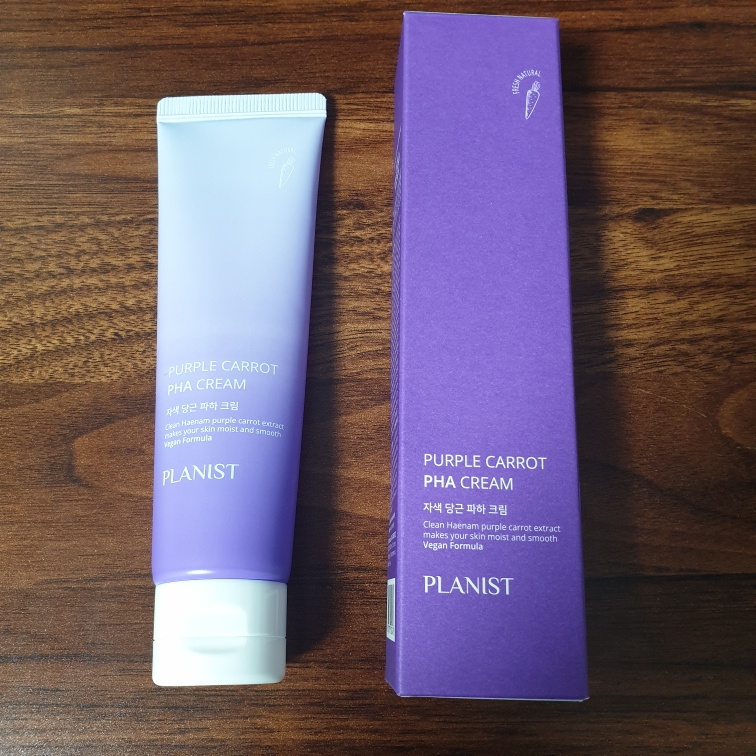 PURPLE CARROT
PHA CREAM
자색 당근 파하 크림
Clean Haenam purple carrot extract
makes your skin moist and smooth
Vegan Formula
PLANIST
FRESH NATURAL
PURPLE CARROT
PHA CREAM
자색 당근 파하 크림
Clean Haenam purple carrot extract
makes your skin moist and smooth
Vegan Formula
PLANIST